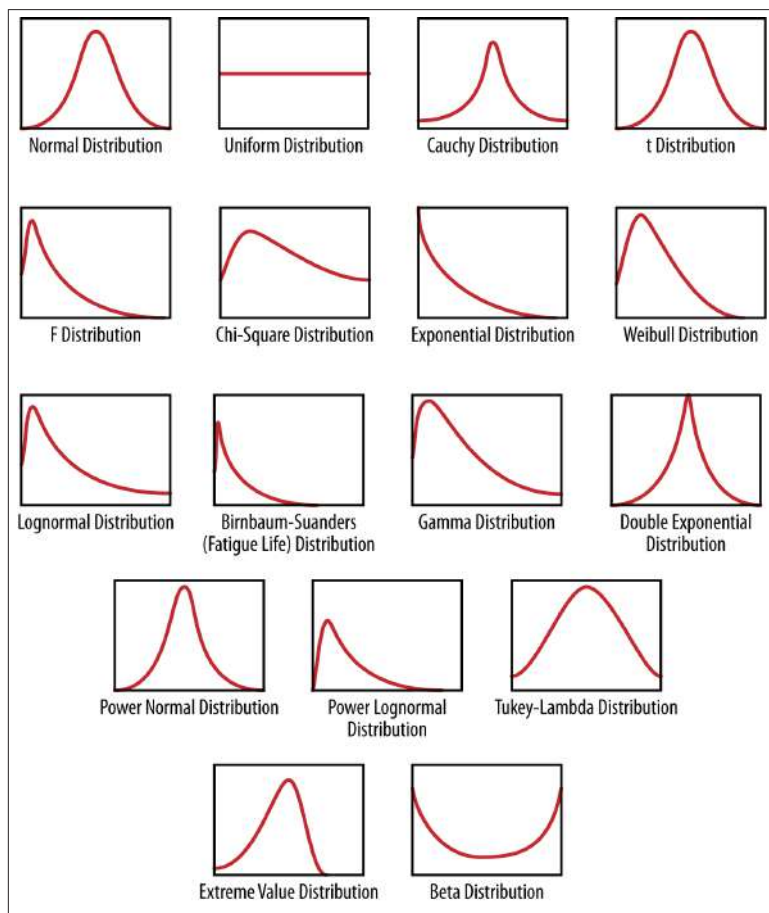 Normal Distribution
Uniform Distribution
Cauchy Distribution
t Distribution
F Distribution
Chi-Square Distribution
Exponential Distribution
Weibull Distribution
Lognormal Distribution
Birnbaum-Suanders
(Fatigue Life) Distribution
Gamma Distribution
Double Exponential
Distribution
Power Normal Distribution
Power Lognormal
Distribution
Tukey-Lambda Distribution
Extreme Value Distribution
Beta Distribution